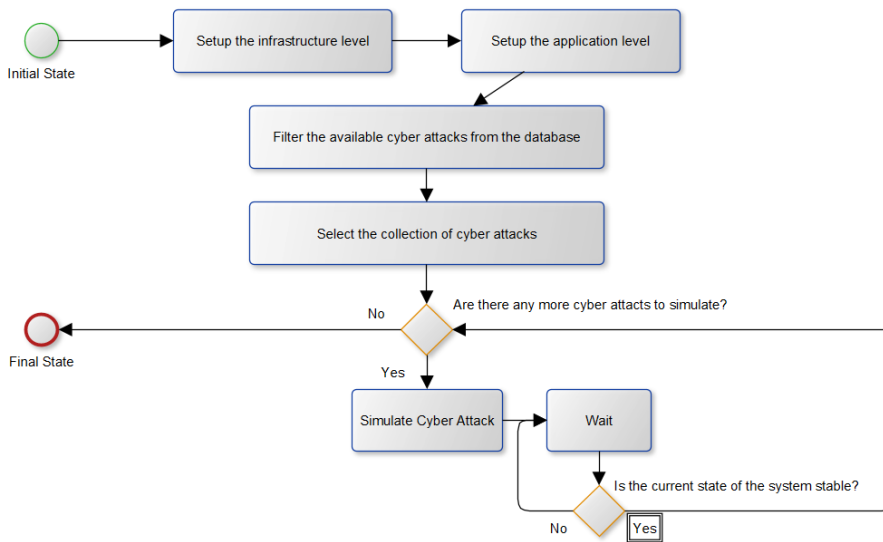 Setup the infrastructure level
Setup the application level
Initial State
Filter the available cyber attacks from the database
Select the collection of cyber attacks
Are there any more cyber attacts to simulate?
No
Final State
Yes
Simulate Cyber Attack
Wait
Is the current state of the system stable?
No
Yes